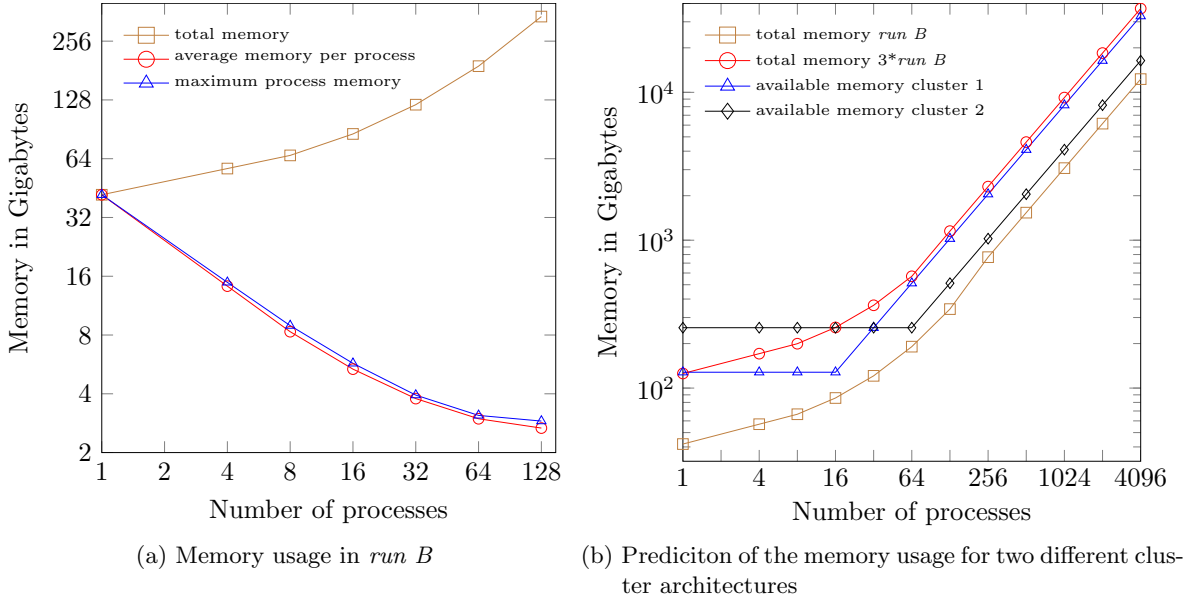 256
128
64
32
16
8
4
2
Memory in Gigabytes
total memory
average memory per process
maximum process memory
1 2 4 8 16 32 64 128
Number of processes
(a) Memory usage in run B
10^4
10^3
10^2
Memory in Gigabytes
total memory run B
total memory 3*run B
available memory cluster 1
available memory cluster 2
1 4 16 64 256 1024 4096
Number of processes
(b) Prediciton of the memory usage for two different clus-
ter architectures